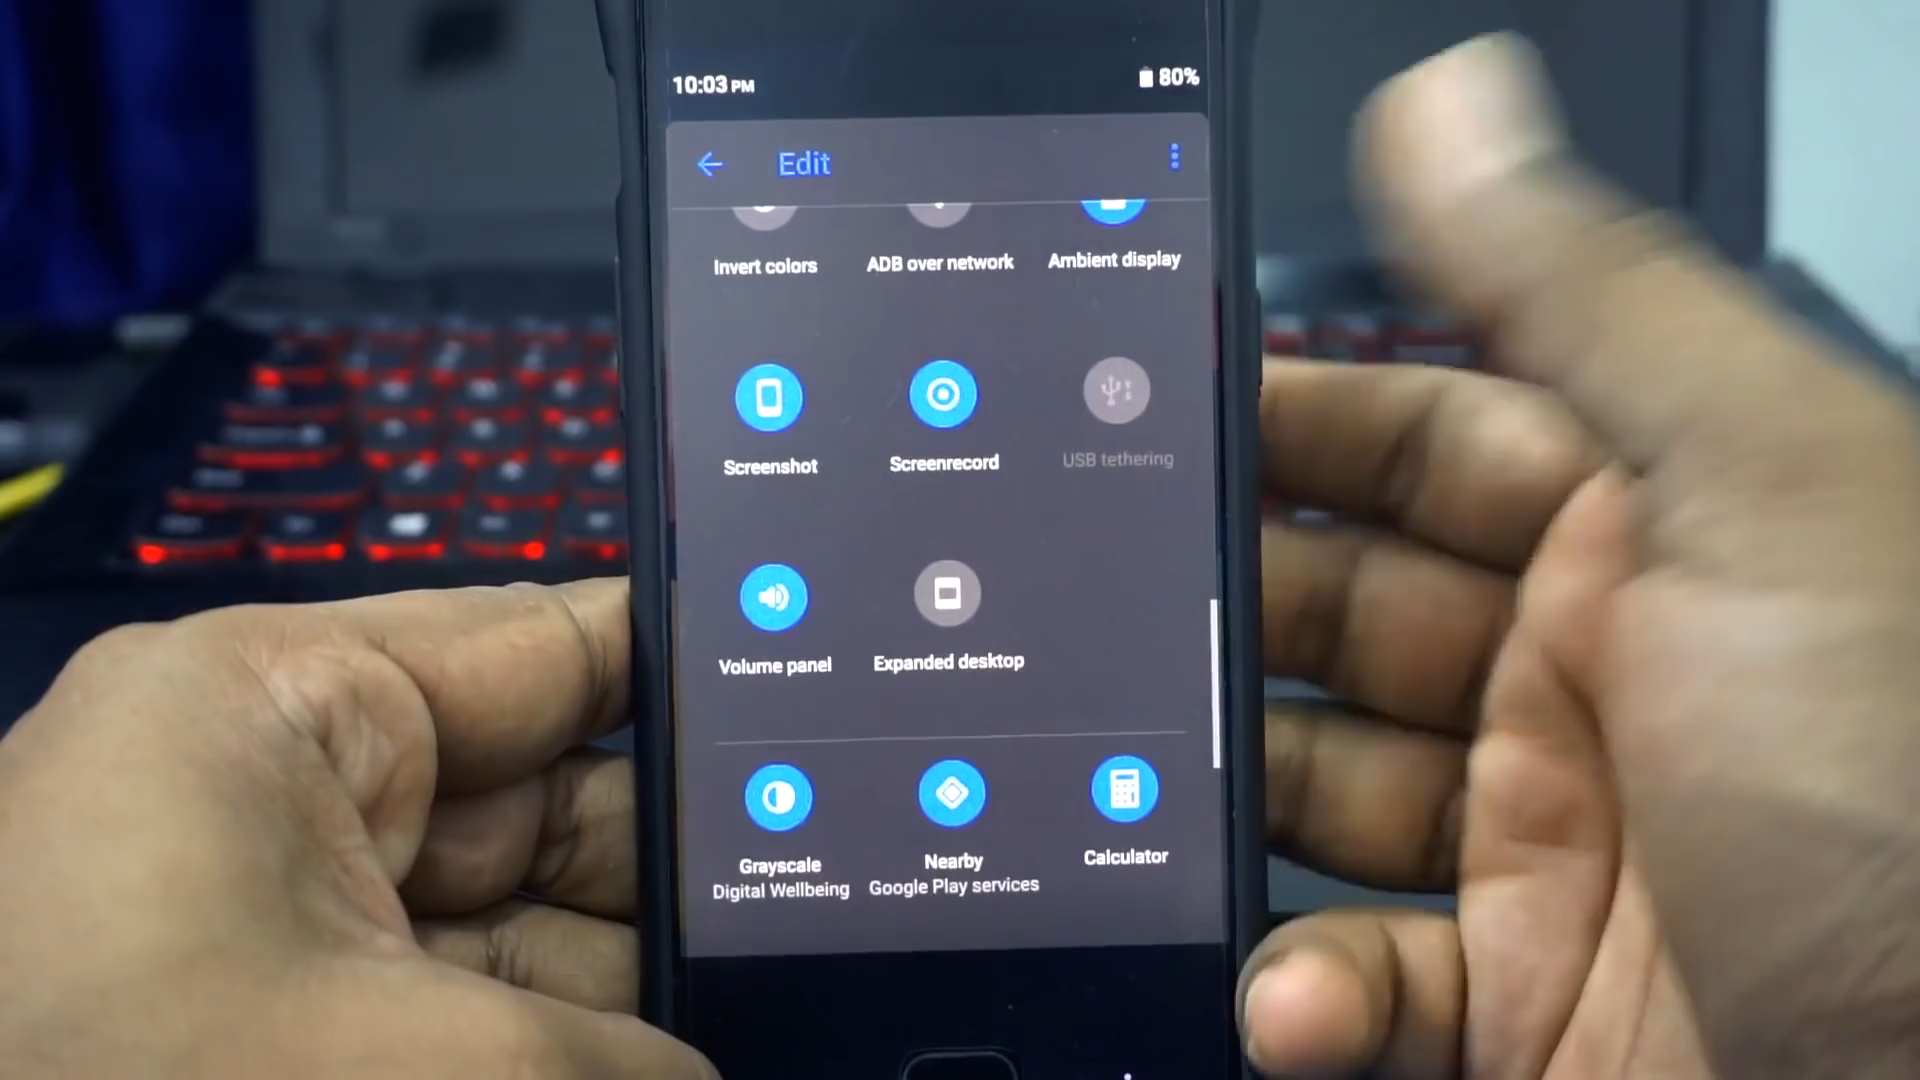 10:03 PM
80%
Edit
Invert colors
ADB over network
Ambient display
Screenshot
Screenrecord
USB tethering
Volume panel
Expanded desktop
Grayscale
Digital Wellbeing
Nearby
Google Play services
Calculator